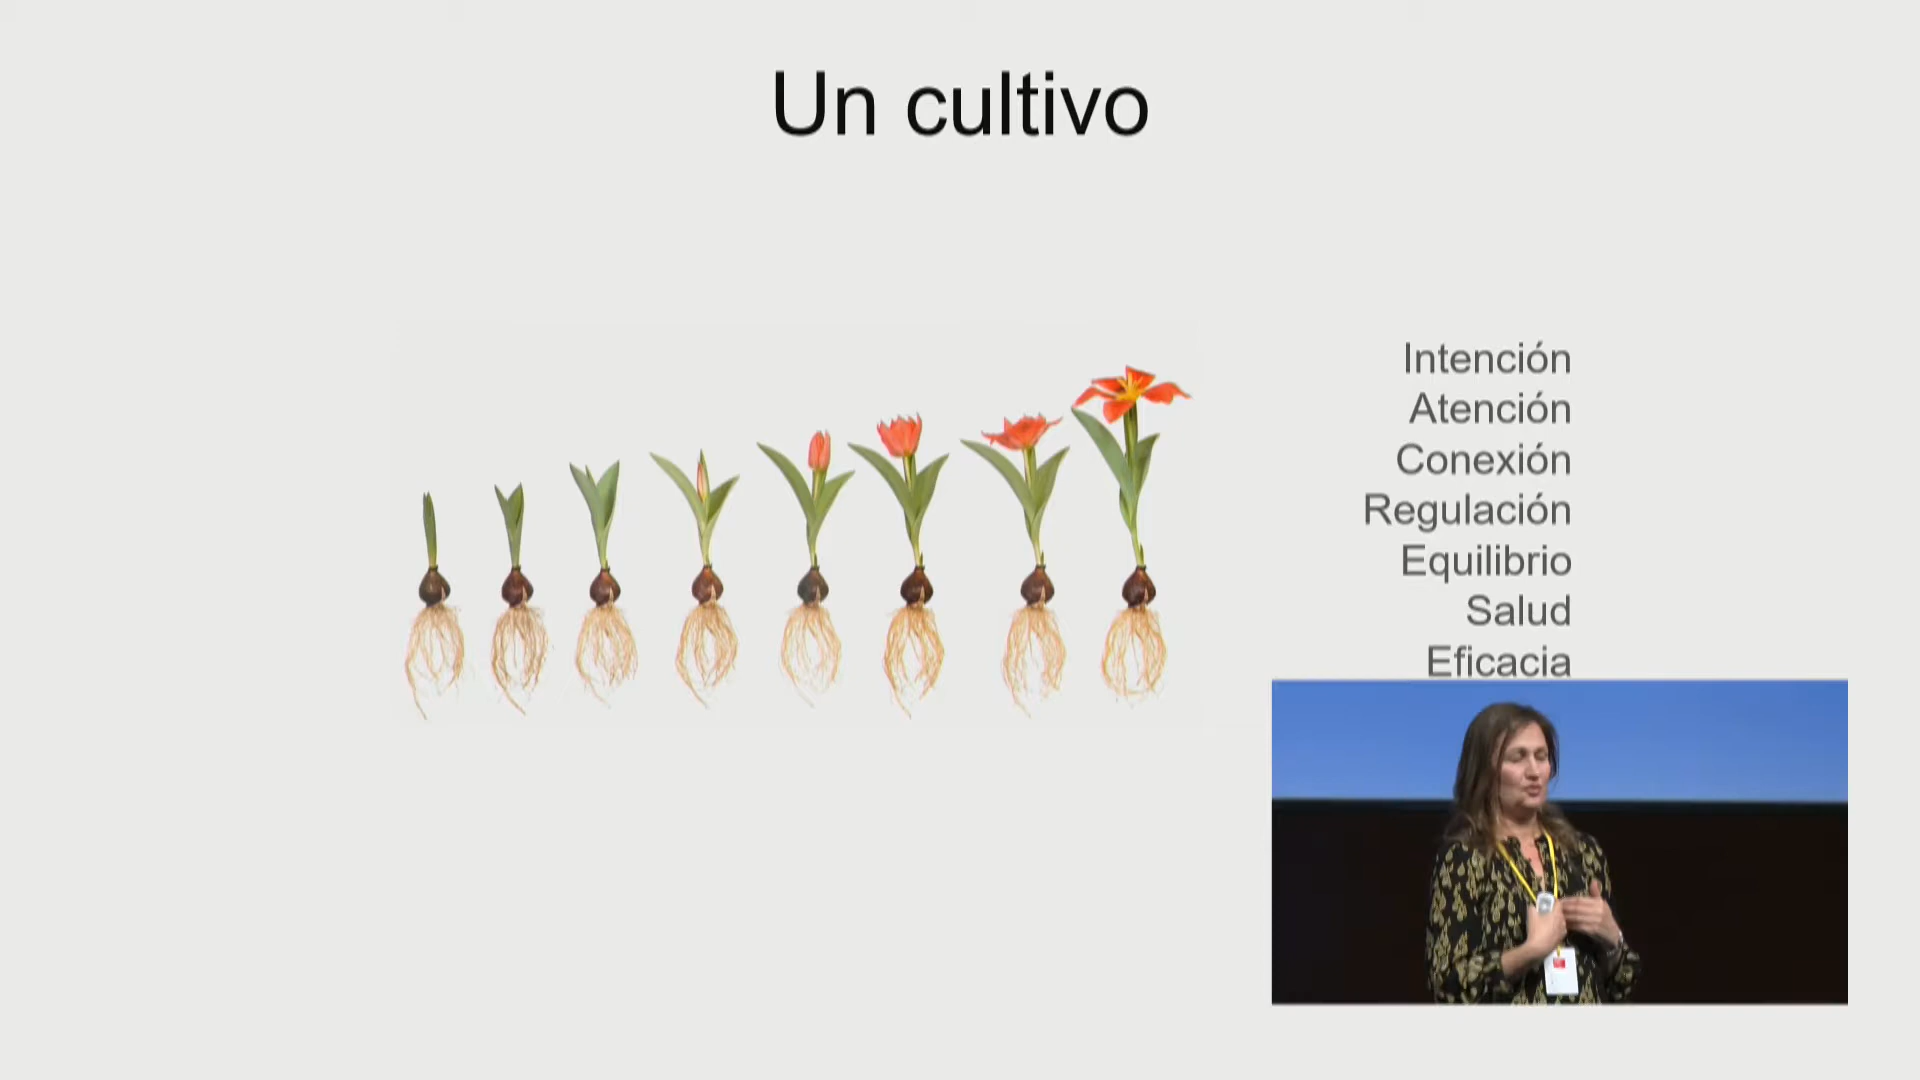 Un cultivo
Intención
Atención
Conexión
Regulación
Equilibrio
Salud
Eficacia